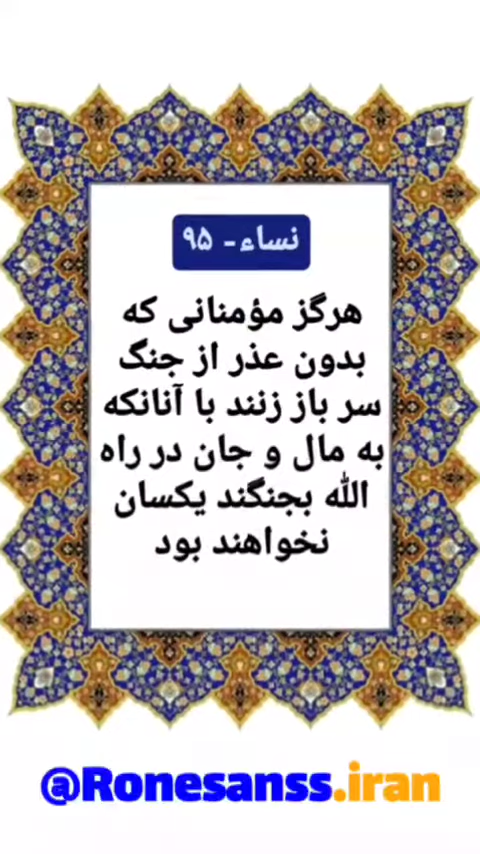 نساء- ۹۵
هرگز مؤمنانی که
بدون عذر از جنگ
سر باز زنند با آنانکه
به مال و جان در راه
الله بجنگند یکسان
نخواهند بود
@Ronesanss.iran